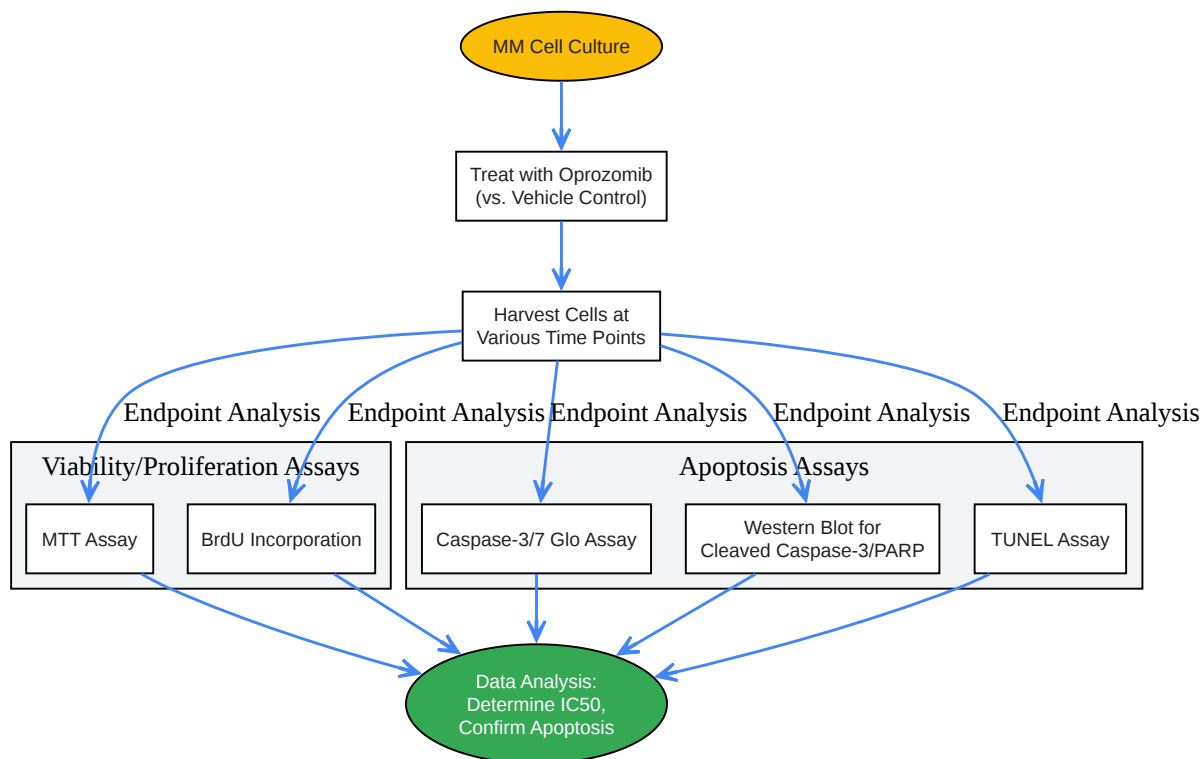 MM Cell Culture
Treat with Oprozomib
(vs. Vehicle Control)
Harvest Cells at
Various Time Points
Endpoint Analysis
Endpoint Analysis
Endpoint Analysis
Endpoint Analysis
Endpoint Analysis
Viability/Proliferation Assays
Apoptosis Assays
MTT Assay
BrdU Incorporation
Caspase-3/7 Glo Assay
Western Blot for
Cleaved Caspase-3/PARP
TUNEL Assay
Data Analysis:
Determine IC50,
Confirm Apoptosis